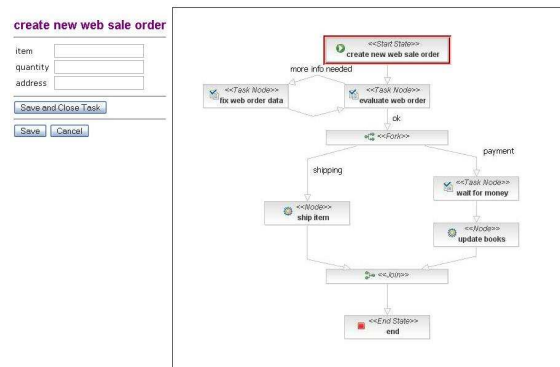 create new web sale order
item
quantity
address
Save and Close Task
Save Cancel
<<Start State>>
create new web sale order
more info needed
<<Task Node>>
fix web order data
<<Task Node>>
evaluate web order
ok
<<Fork>>
shipping
payment
<<Task Node>>
wait for money
<<Node>>
ship item
<<Node>>
update books
<<Join>>
<<End State>>
end